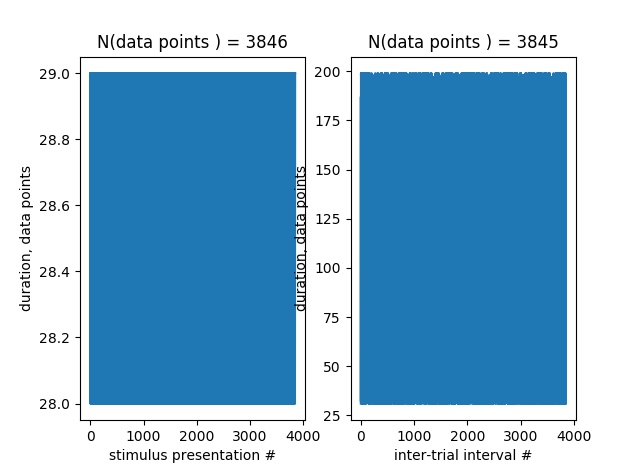 N(data points ) = 3846
29.0
28.8
28.6
28.4
28.2
28.0
duration, data points
0 1000 2000 3000 4000
stimulus presentation #
N(data points ) = 3845
200
175
150
125
100
75
50
25
duration, data points
0 1000 2000 3000 4000
inter-trial interval #